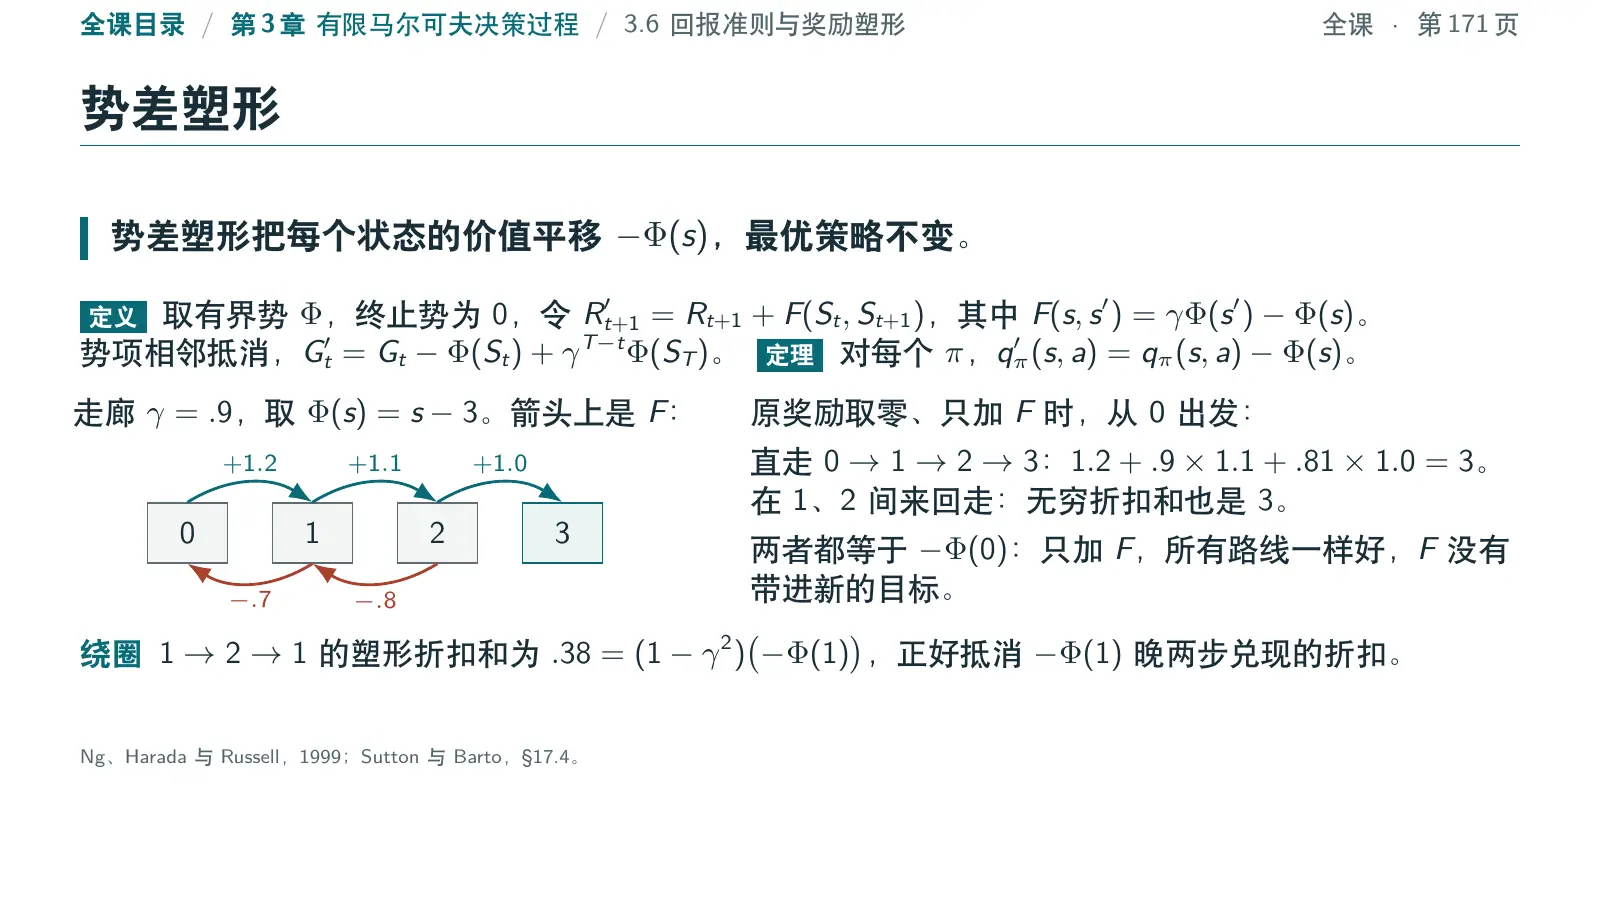 全课目录 / 第 3 章 有限马尔可夫决策过程 / 3.6 回报准则与奖励塑形
全课 · 第 171 页
势差塑形
势差塑形把每个状态的价值平移 −Φ(s)，最优策略不变。
定义 取有界势 Φ，终止势为 0，令 R′ₜ₊₁ = Rₜ₊₁ + F(Sₜ, Sₜ₊₁)，其中 F(s, s′) = γΦ(s′) − Φ(s)。
势项相邻抵消，G′ₜ = Gₜ − Φ(Sₜ) + γ^{T−t}Φ(S_T)。 定理 对每个 π，q′_π(s, a) = q_π(s, a) − Φ(s)。
走廊 γ = .9，取 Φ(s) = s − 3。箭头上是 F：
+1.2 +1.1 +1.0
0 1 2 3
−.7 −.8
原奖励取零、只加 F 时，从 0 出发：
直走 0 → 1 → 2 → 3：1.2 + .9 × 1.1 + .81 × 1.0 = 3。
在 1、2 间来回走：无穷折扣和也是 3。
两者都等于 −Φ(0)：只加 F，所有路线一样好，F 没有
带进新的目标。
绕圈 1 → 2 → 1 的塑形折扣和为 .38 = (1 − γ²)(−Φ(1))，正好抵消 −Φ(1) 晚两步兑现的折扣。
Ng、Harada 与 Russell，1999；Sutton 与 Barto，§17.4。